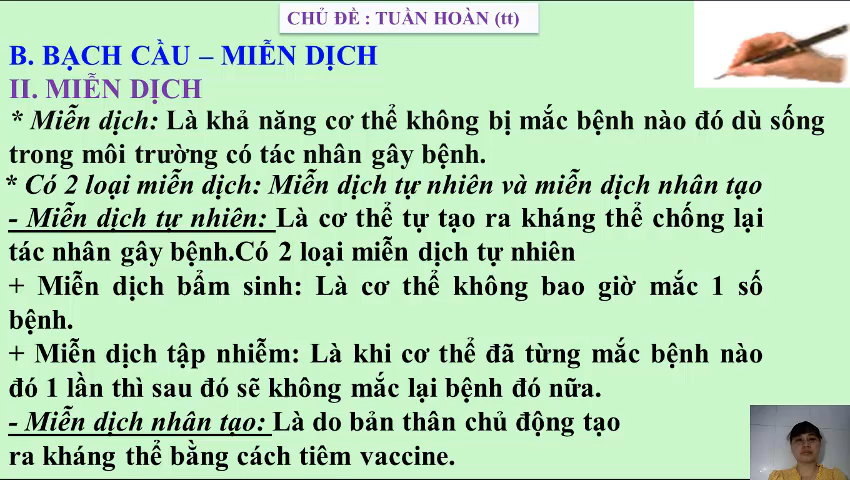 CHỦ ĐỀ : TUẦN HOÀN (tt)
B. BẠCH CẦU – MIỄN DỊCH
II. MIỄN DỊCH
* Miễn dịch: Là khả năng cơ thể không bị mắc bệnh nào đó dù sống
trong môi trường có tác nhân gây bệnh.
* Có 2 loại miễn dịch: Miễn dịch tự nhiên và miễn dịch nhân tạo
- Miễn dịch tự nhiên: Là cơ thể tự tạo ra kháng thể chống lại
tác nhân gây bệnh.Có 2 loại miễn dịch tự nhiên
+ Miễn dịch bẩm sinh: Là cơ thể không bao giờ mắc 1 số
bệnh.
+ Miễn dịch tập nhiễm: Là khi cơ thể đã từng mắc bệnh nào
đó 1 lần thì sau đó sẽ không mắc lại bệnh đó nữa.
- Miễn dịch nhân tạo: Là do bản thân chủ động tạo
ra kháng thể bằng cách tiêm vaccine.